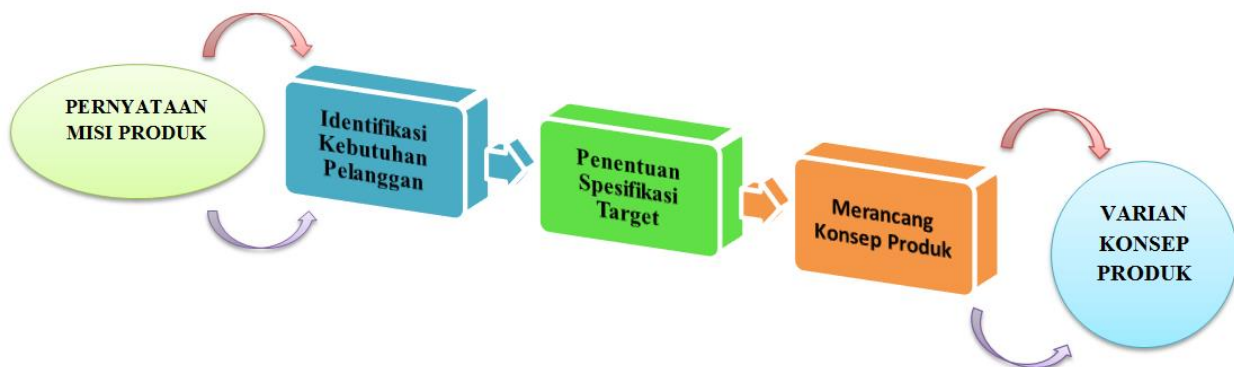 PERNYATAAN
MISI PRODUK
Identifikasi
Kebutuhan
Pelanggan
Penentuan
Spesifikasi
Target
Merancang
Konsep Produk
VARIAN
KONSEP
PRODUK